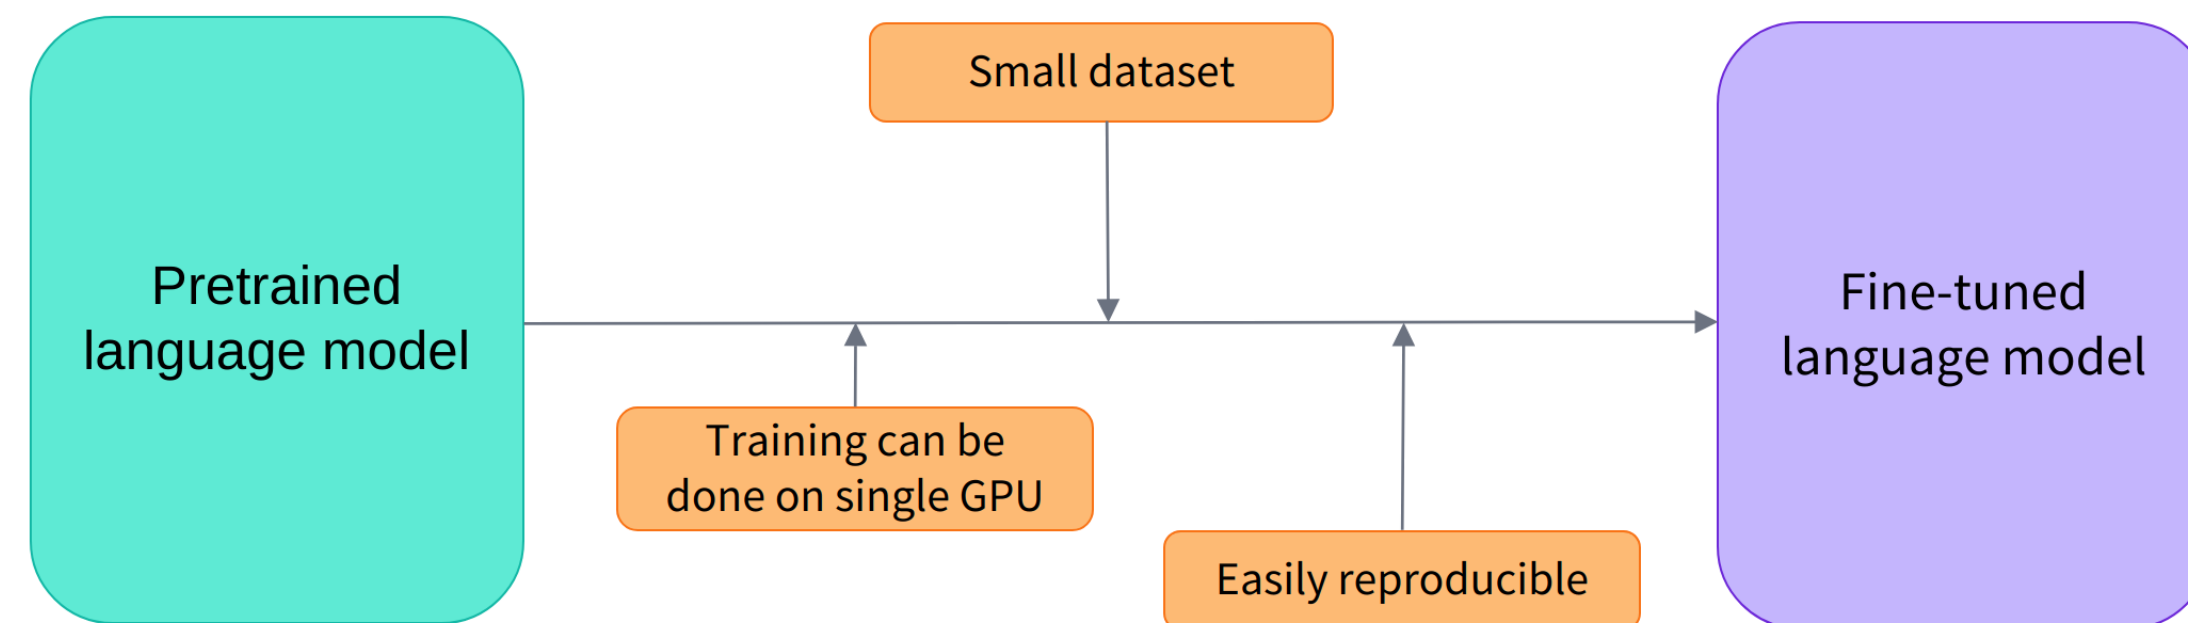 Small dataset
Pretrained
language model
Fine-tuned
language model
Training can be
done on single GPU
Easily reproducible